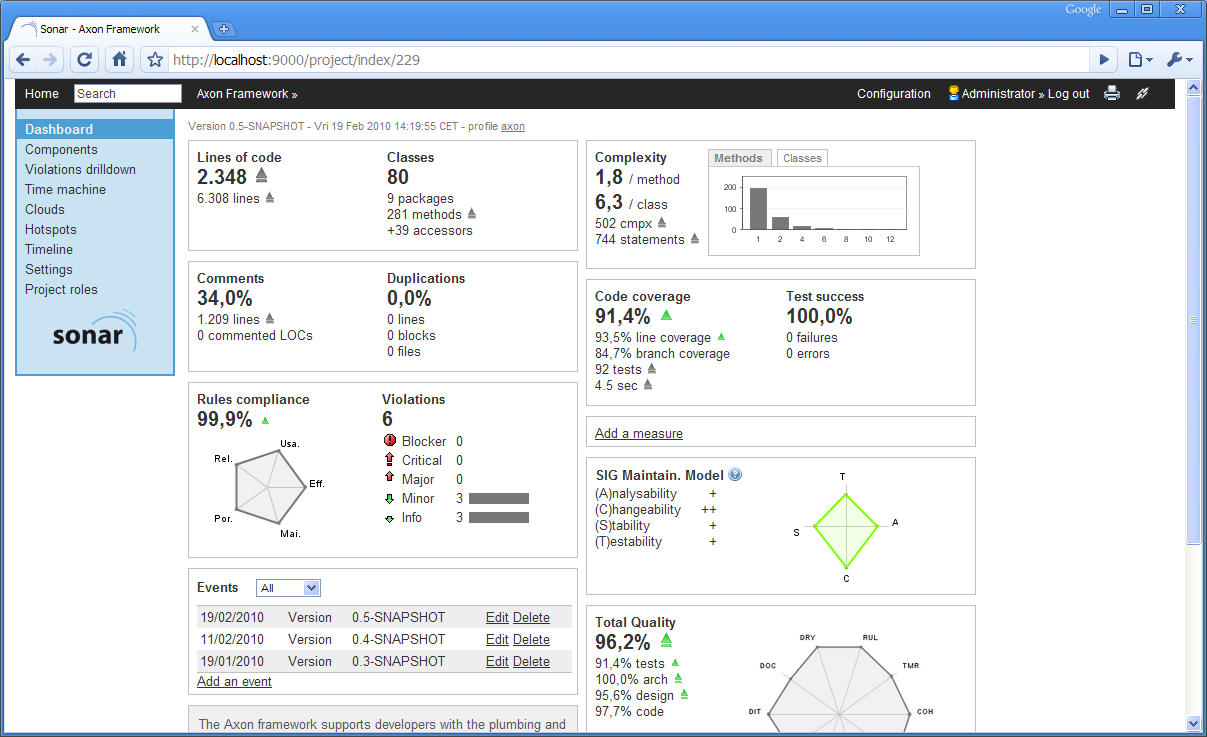 Google
Sonar - Axon Framework
http://localhost:9000/project/index/229
Home Search Axon Framework » Configuration Administrator » Log out
Dashboard
Components
Violations drilldown
Time machine
Clouds
Hotspots
Timeline
Settings
Project roles
sonar
Version 0.5-SNAPSHOT - Vri 19 Feb 2010 14:19:55 CET - profile axon
Lines of code
2.348
6.308 lines
Classes
80
9 packages
281 methods
+39 accessors
Comments
34,0%
1.209 lines
0 commented LOCs
Duplications
0,0%
0 lines
0 blocks
0 files
Rules compliance
99,9%
Usa.
Rel.
Eff.
Por.
Mai.
Violations
6
Blocker 0
Critical 0
Major 0
Minor 3
Info 3
Events All
19/02/2010 Version 0.5-SNAPSHOT Edit Delete
11/02/2010 Version 0.4-SNAPSHOT Edit Delete
19/01/2010 Version 0.3-SNAPSHOT Edit Delete
Add an event
The Axon framework supports developers with the plumbing and
Complexity
1,8 / method
6,3 / class
502 cmpx
744 statements
Methods Classes
200
100
0
1 2 4 6 8 10 12
Code coverage
91,4%
93,5% line coverage
84,7% branch coverage
92 tests
4.5 sec
Test success
100,0%
0 failures
0 errors
Add a measure
SIG Maintain. Model ?
(A)nalysability +
(C)hangeability ++
(S)tability +
(T)estability +
T
A
S
C
Total Quality
96,2%
91,4% tests
100,0% arch
95,6% design
97,7% code
DRY RUL
DOC TMR
DIT COH